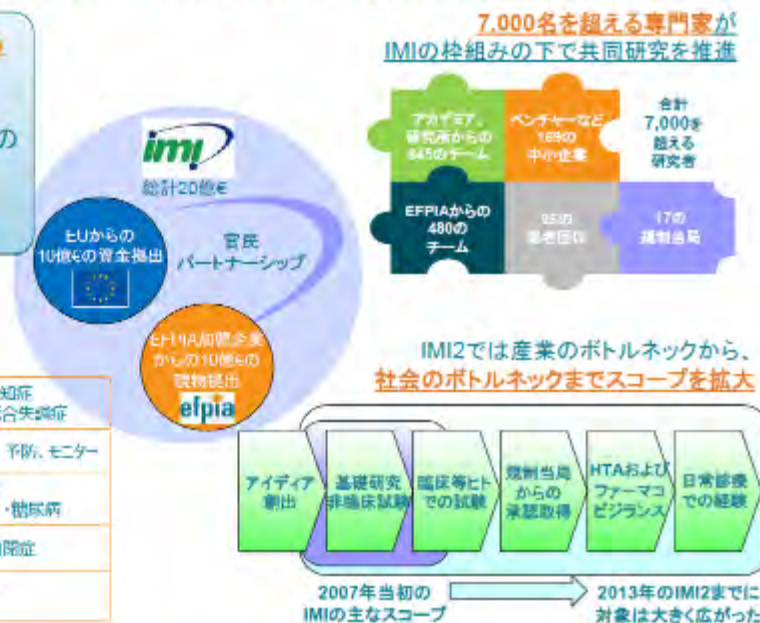 7,000名を超える専門家が
IMIの枠組みの下で共同研究を推進
の
imi
総計20億€
EUからの
10億€の資金拠出
官民
パートナーシップ
EFPIA加盟企業
からの10億€の
現物拠出
efpia
アカデミア、
研究所からの
845のチーム
ベンチャーなど
169の
中小企業
合計
7,000を
超える
研究者
EFPIAからの
480の
チーム
17の
規制当局
IMI2では産業のボトルネックから、
社会のボトルネックまでスコープを拡大
知症
合失調症
予防、モニター
・糖尿病
閉症
アイディア
創出
基礎研究
非臨床試験
臨床等ヒト
での試験
規制当局
からの
承認取得
HTAおよび
ファーマコ
ビジランス
日常診療
での経験
2007年当初の
IMIの主なスコープ
2013年のIMI2までに
対象は大きく広がった